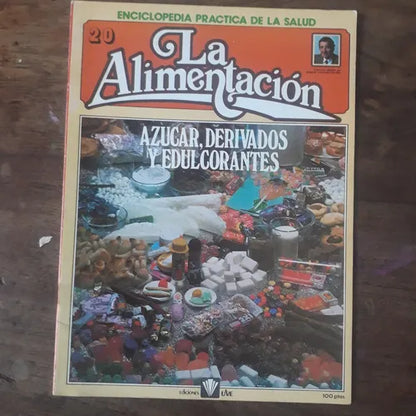 ENCICLOPEDIA PRACTICA DE LA SALUD
20
La
Alimentación
AZUCAR, DERIVADOS
Y EDULCORANTES
EDICIONES UVE
100 ptas